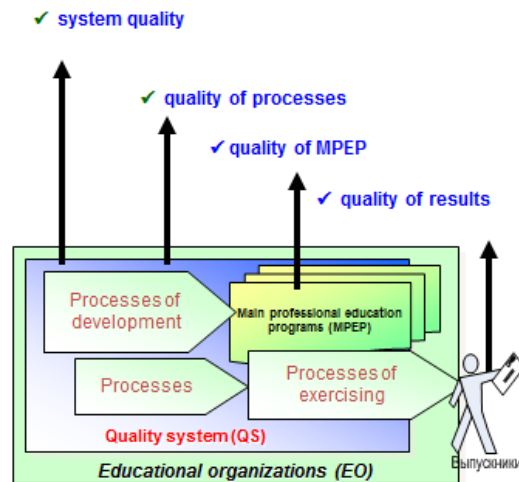 ✔ system quality
✔ quality of processes
✔ quality of MPEP
✔ quality of results
Processes of
development
Main professional education
programs (MPEP)
Processes
Processes of
exercising
Quality system (QS)
Выпускники
Educational organizations (EO)